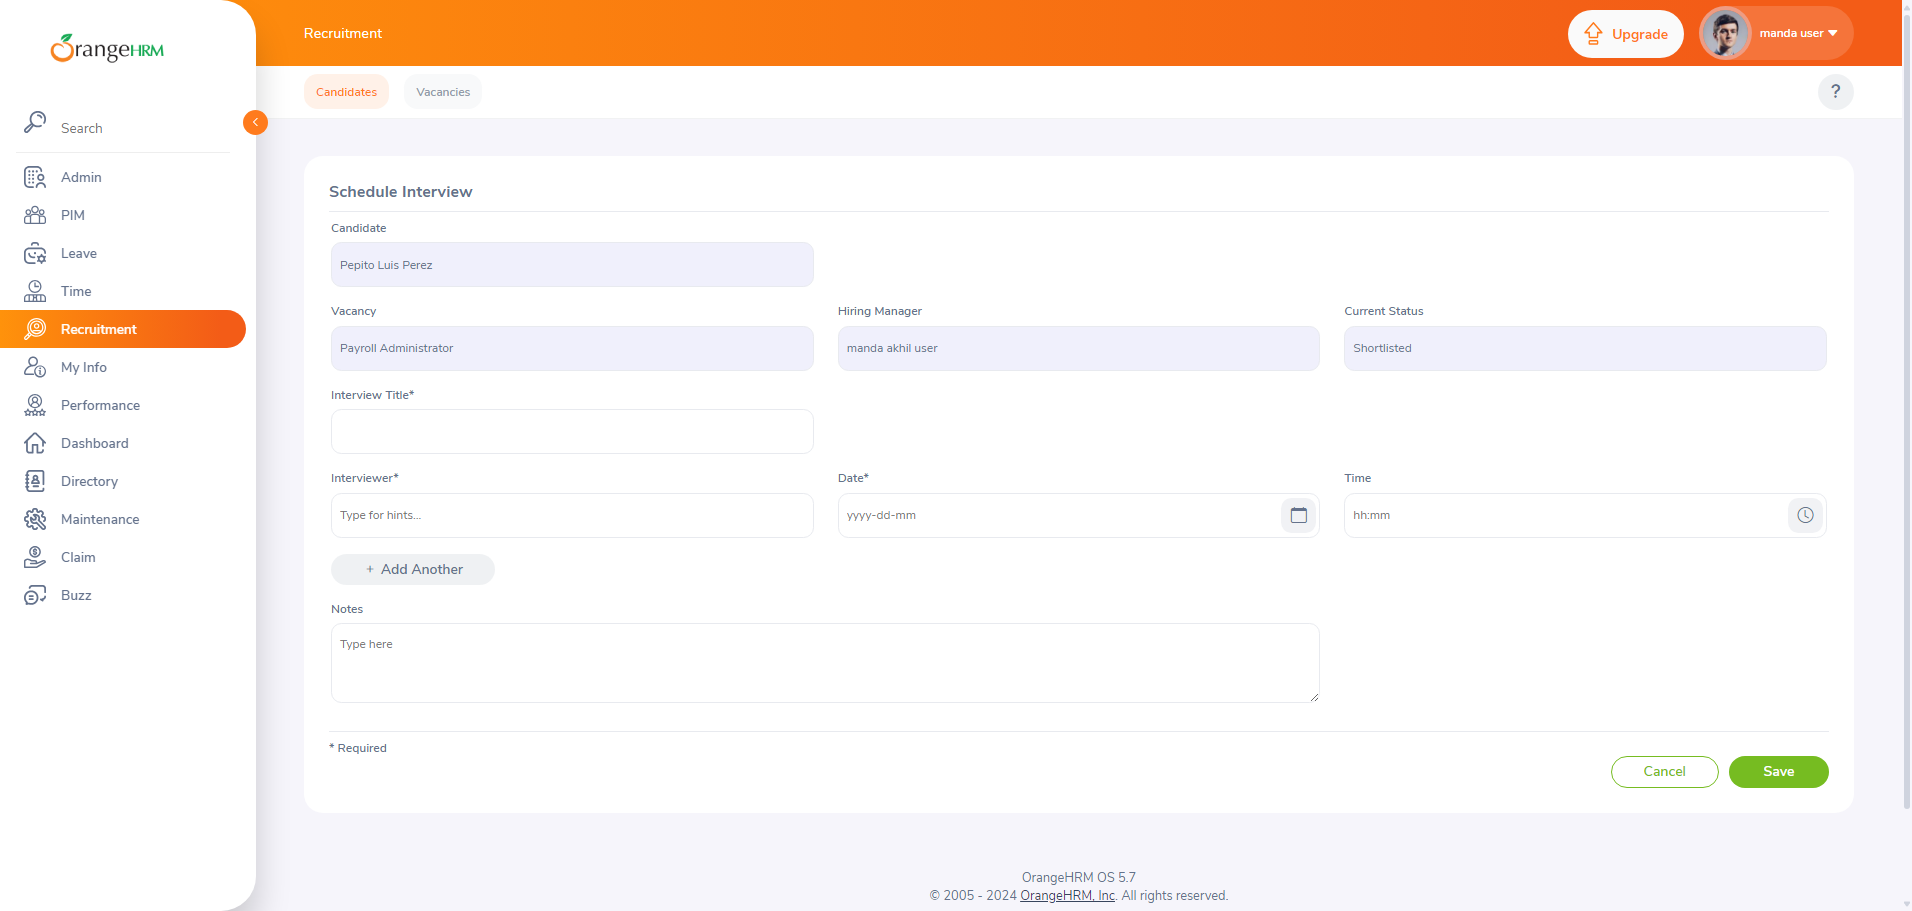 OrangeHRM
Recruitment
Upgrade
manda user
Candidates
Vacancies
?
Search
Admin
PIM
Leave
Time
Recruitment
My Info
Performance
Dashboard
Directory
Maintenance
Claim
Buzz
Schedule Interview
Candidate
Pepito Luis Perez
Vacancy
Hiring Manager
Current Status
Payroll Administrator
manda akhil user
Shortlisted
Interview Title*
Interviewer*
Date*
Time
Type for hints...
yyyy-dd-mm
hh:mm
+ Add Another
Notes
Type here
* Required
Cancel
Save
OrangeHRM OS 5.7
© 2005 - 2024 OrangeHRM, Inc. All rights reserved.